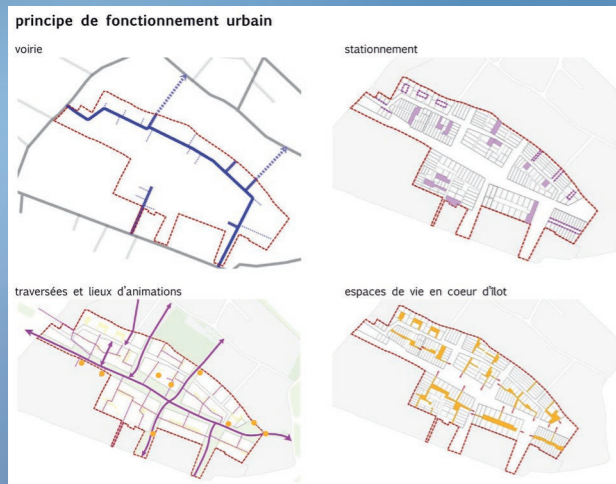 principe de fonctionnement urbain
voirie
stationnement
traversées et lieux d'animations
espaces de vie en coeur d'îlot